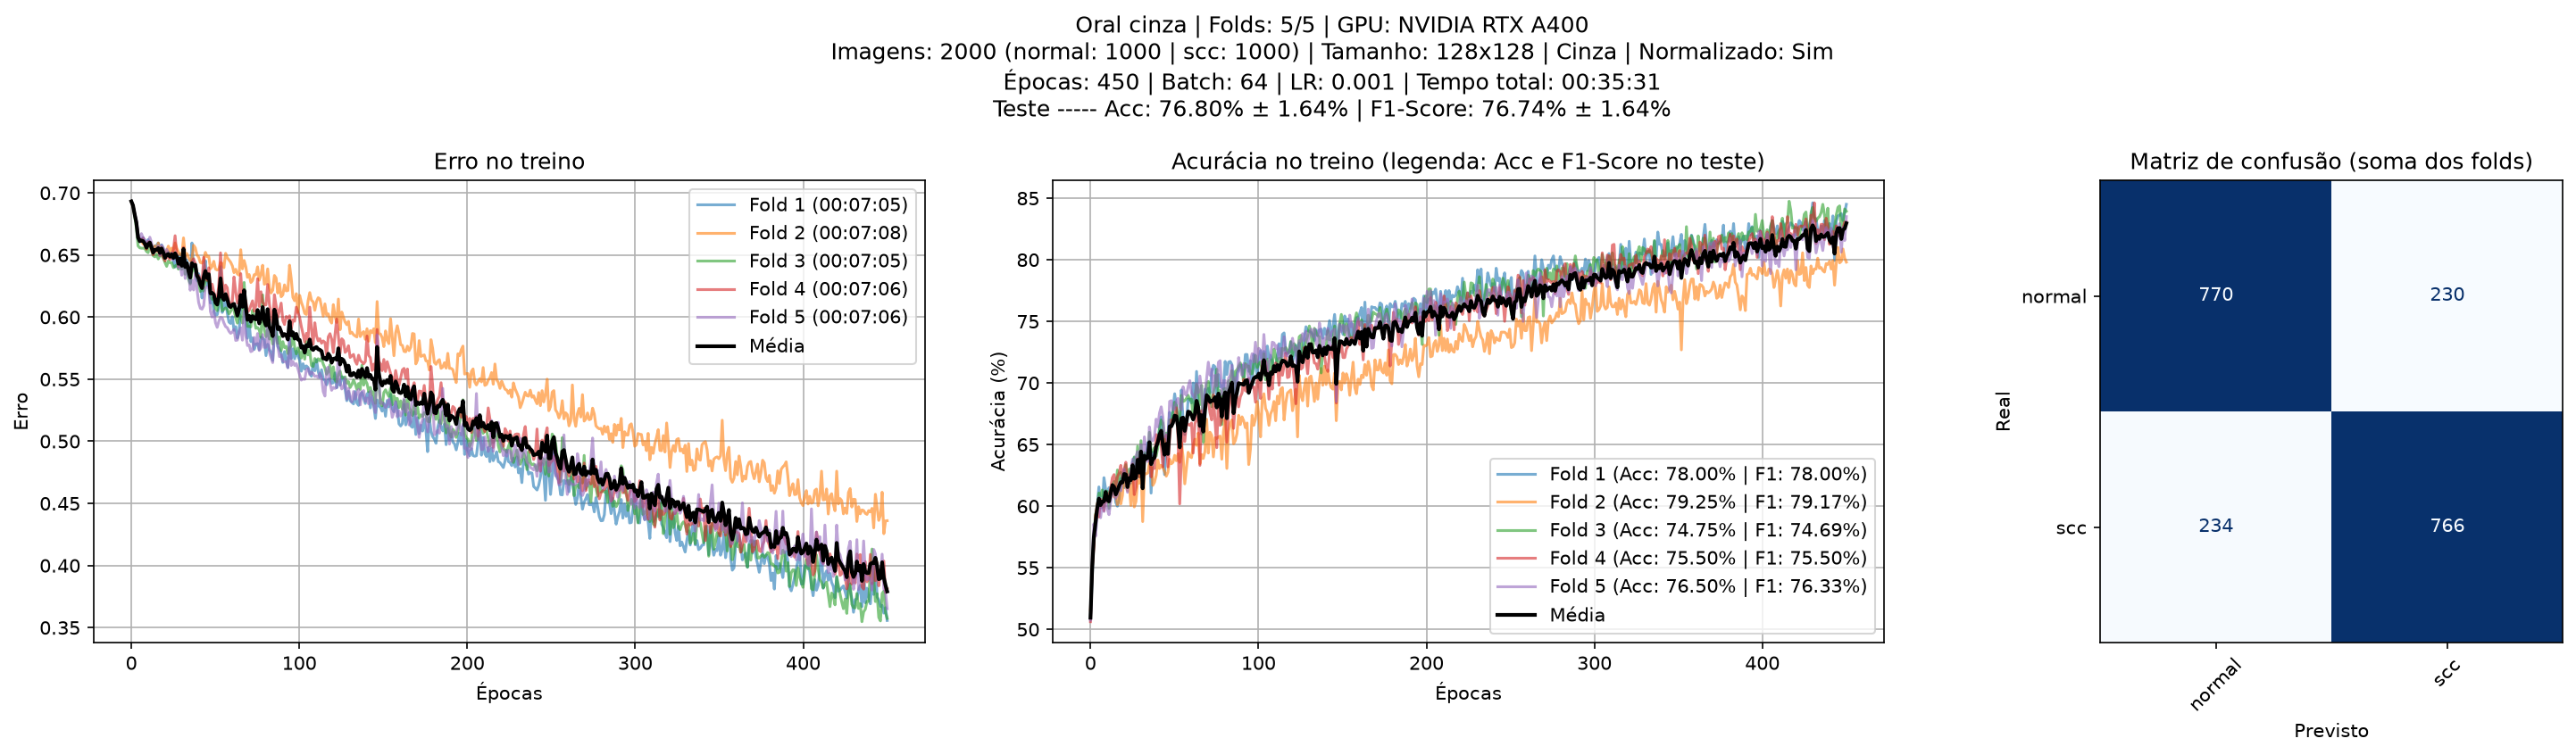 Oral cinza | Folds: 5/5 | GPU: NVIDIA RTX A400
Imagens: 2000 (normal: 1000 | scc: 1000) | Tamanho: 128x128 | Cinza | Normalizado: Sim
Épocas: 450 | Batch: 64 | LR: 0.001 | Tempo total: 00:35:31
Teste ----- Acc: 76.80% ± 1.64% | F1-Score: 76.74% ± 1.64%
Erro no treino
0.70
0.65
0.60
0.55
0.50
0.45
0.40
0.35
Erro
0 100 200 300 400
Épocas
Fold 1 (00:07:05)
Fold 2 (00:07:08)
Fold 3 (00:07:05)
Fold 4 (00:07:06)
Fold 5 (00:07:06)
Média
Acurácia no treino (legenda: Acc e F1-Score no teste)
85
80
75
70
65
60
55
50
Acurácia (%)
0 100 200 300 400
Épocas
Fold 1 (Acc: 78.00% | F1: 78.00%)
Fold 2 (Acc: 79.25% | F1: 79.17%)
Fold 3 (Acc: 74.75% | F1: 74.69%)
Fold 4 (Acc: 75.50% | F1: 75.50%)
Fold 5 (Acc: 76.50% | F1: 76.33%)
Média
Matriz de confusão (soma dos folds)
normal 770 230
scc 234 766
Real
normal scc
Previsto